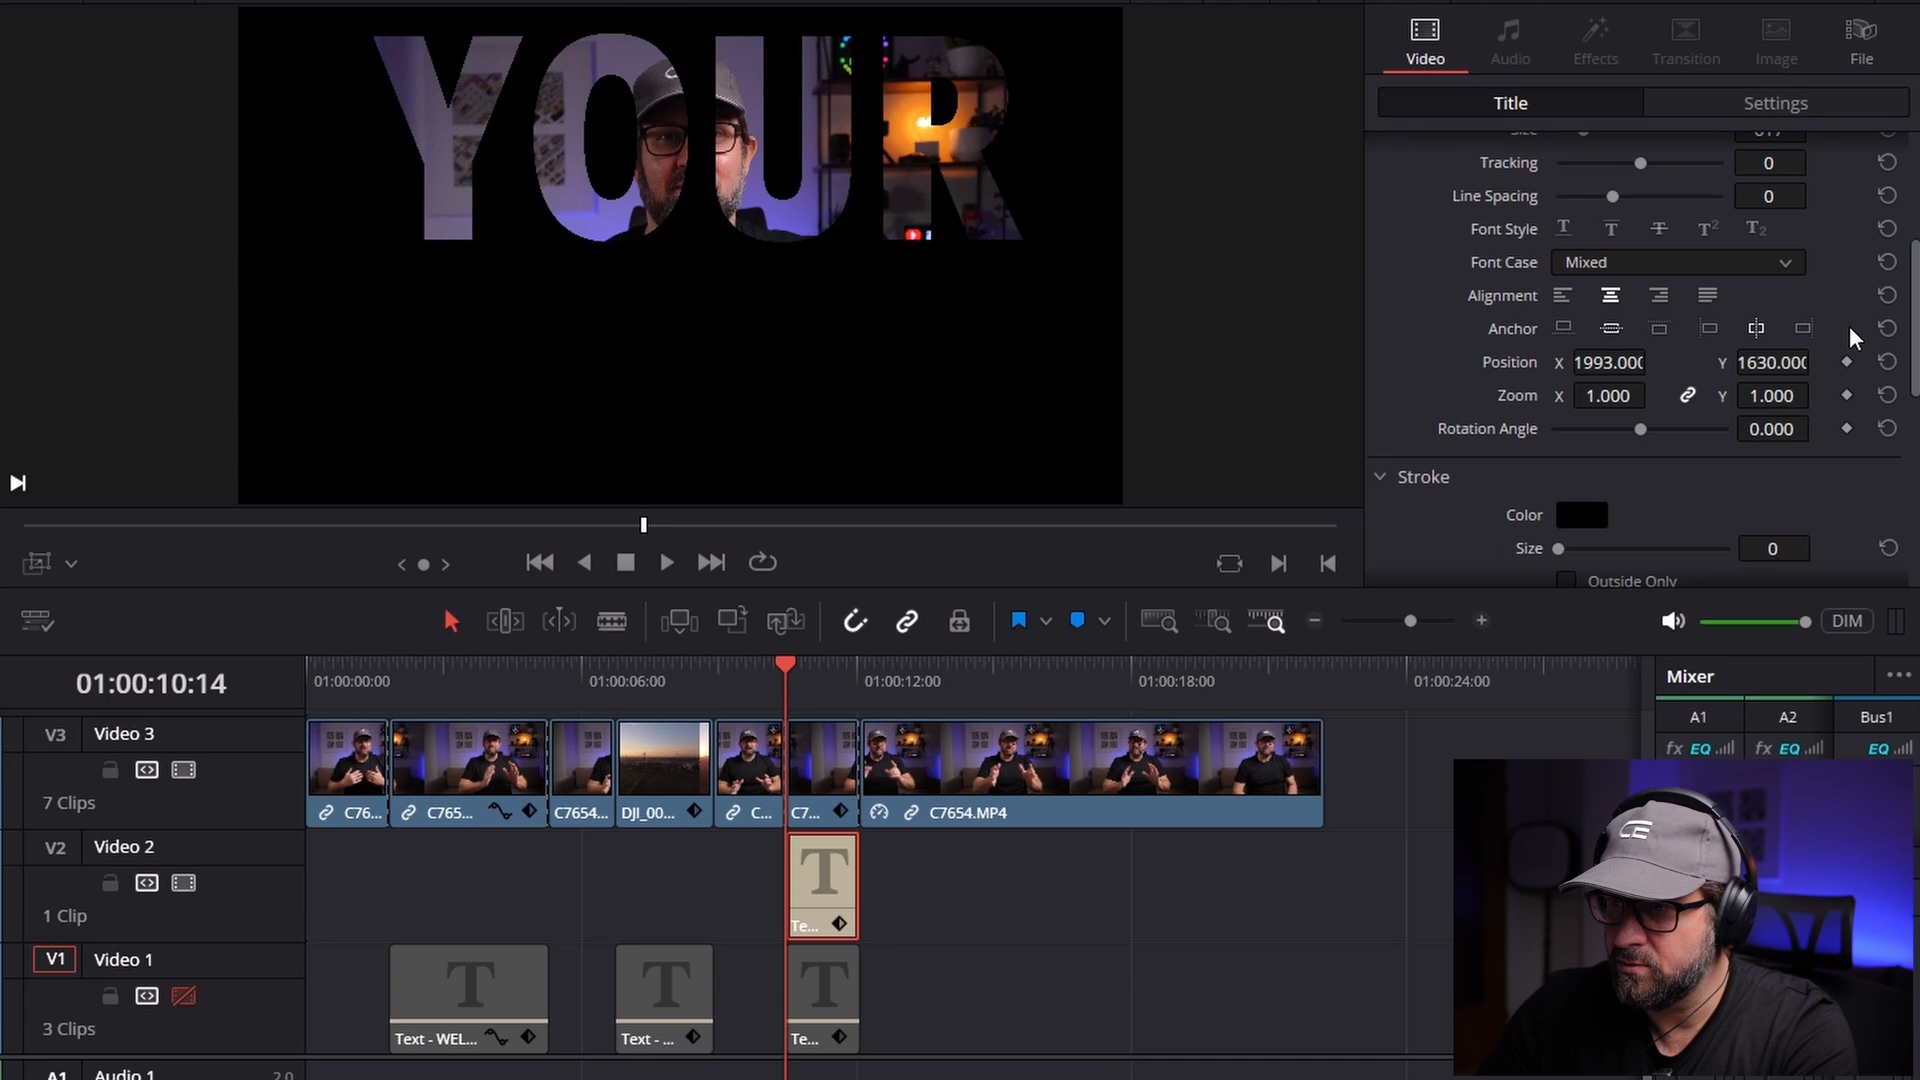 YOUR
Video
Audio
Effects
Transition
Image
File
Title
Settings
Size
617
Tracking
0
Line Spacing
0
Font Style
T T T T² T₂
Font Case
Mixed
Alignment
Anchor
Position X 1993.000 Y 1630.000
Zoom X 1.000 Y 1.000
Rotation Angle
0.000
Stroke
Color
Size
0
Outside Only
DIM
01:00:10:14
01:00:00:00
01:00:06:00
01:00:12:00
01:00:18:00
01:00:24:00
Mixer
A1
A2
Bus1
fx EQ
fx EQ
EQ
V3
Video 3
7 Clips
C76...
C765...
C7654...
DJI_00...
C...
C7...
C7654.MP4
V2
Video 2
1 Clip
T
Te...
V1
Video 1
3 Clips
T
Text - WEL...
T
Text - ...
T
Te...
A1
Audio 1
2.0